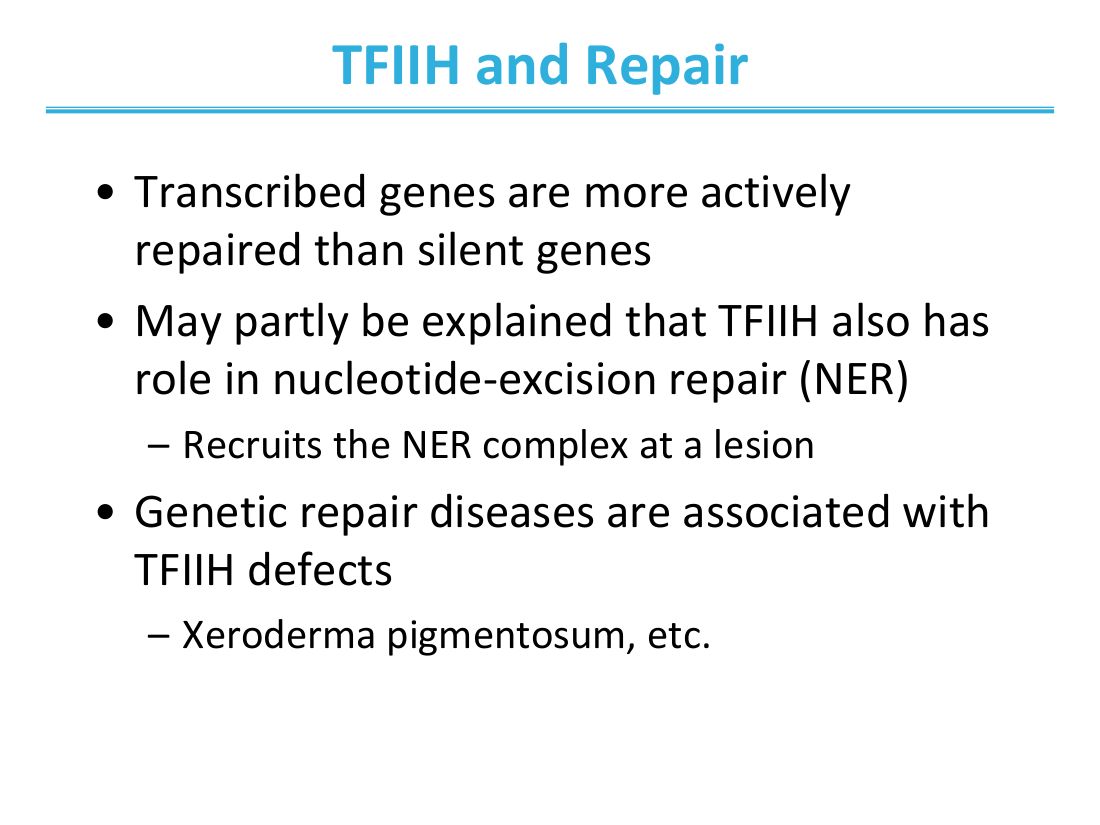 TFIIH and Repair
• Transcribed genes are more actively
repaired than silent genes
• May partly be explained that TFIIH also has
role in nucleotide-excision repair (NER)
– Recruits the NER complex at a lesion
• Genetic repair diseases are associated with
TFIIH defects
– Xeroderma pigmentosum, etc.